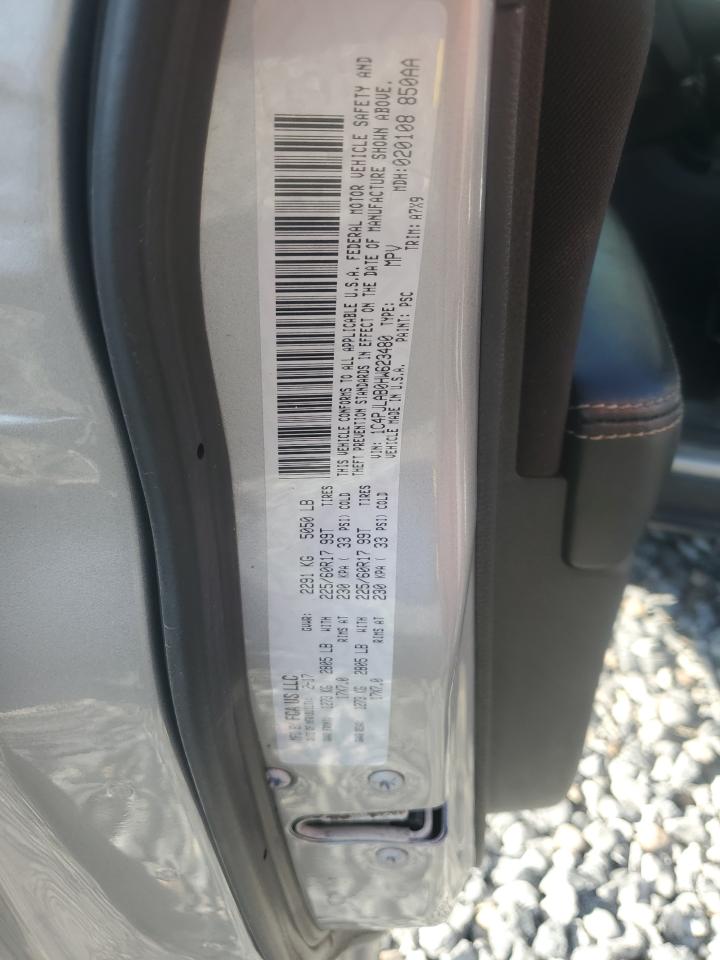 MFD BY FCA US LLC
DATE OF MANUFACTURE 2-17 GVWR: 2291 KG 5050 LB
GAWR FRONT: 1273 KG 2805 LB WITH 225/60R17 99T TIRES
17X7.0 RIMS AT 230 KPA ( 33 PSI) COLD
GAWR REAR: 1273 KG 2805 LB WITH 225/60R17 99T TIRES
17X7.0 RIMS AT 230 KPA ( 33 PSI) COLD
THIS VEHICLE CONFORMS TO ALL APPLICABLE U.S.A. FEDERAL MOTOR VEHICLE SAFETY AND
THEFT PREVENTION STANDARDS IN EFFECT ON THE DATE OF MANUFACTURE SHOWN ABOVE.
VIN: 1C4PJLAB0HW623480 TYPE: MPV MDH: 020108 850AA
VEHICLE MADE IN U.S.A. PAINT: PSC TRIM: A7X9